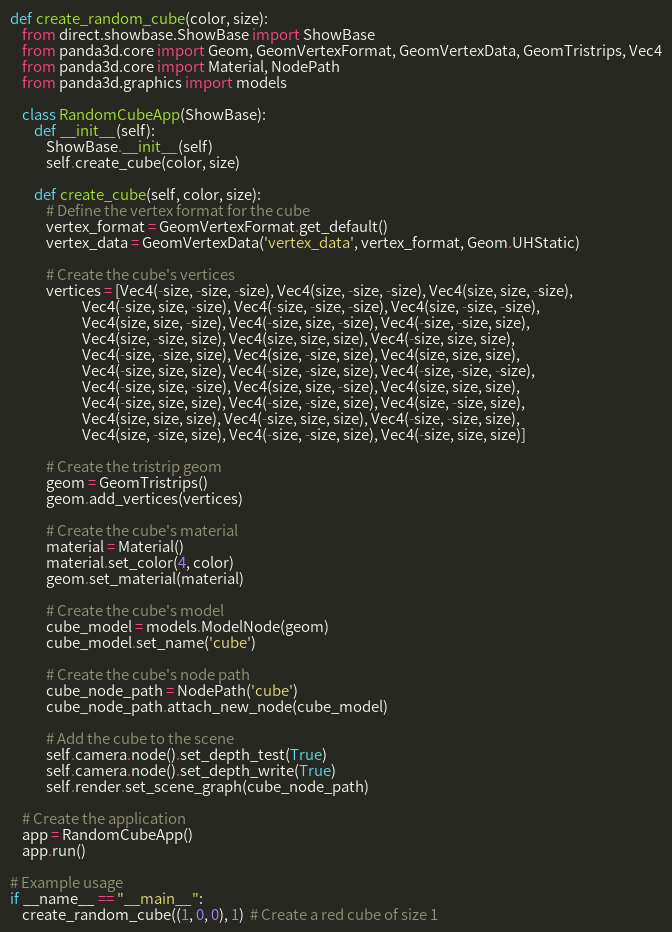 def create_random_cube(color, size):
    from direct.showbase.ShowBase import ShowBase
    from panda3d.core import Geom, GeomVertexFormat, GeomVertexData, GeomTristrips, Vec4
    from panda3d.core import Material, NodePath
    from panda3d.graphics import models

    class RandomCubeApp(ShowBase):
        def __init__(self):
            ShowBase.__init__(self)
            self.create_cube(color, size)

        def create_cube(self, color, size):
            # Define the vertex format for the cube
            vertex_format = GeomVertexFormat.get_default()
            vertex_data = GeomVertexData('vertex_data', vertex_format, Geom.UHStatic)

            # Create the cube's vertices
            vertices = [Vec4(-size, -size, -size), Vec4(size, -size, -size), Vec4(size, size, -size),
                        Vec4(-size, size, -size), Vec4(-size, -size, -size), Vec4(size, -size, -size),
                        Vec4(size, size, -size), Vec4(-size, size, -size), Vec4(-size, -size, size),
                        Vec4(size, -size, size), Vec4(size, size, size), Vec4(-size, size, size),
                        Vec4(-size, -size, size), Vec4(size, -size, size), Vec4(size, size, size),
                        Vec4(-size, size, size), Vec4(-size, -size, size), Vec4(-size, -size, -size),
                        Vec4(-size, size, -size), Vec4(size, size, -size), Vec4(size, size, size),
                        Vec4(-size, size, size), Vec4(-size, -size, size), Vec4(size, -size, size),
                        Vec4(size, size, size), Vec4(-size, size, size), Vec4(-size, -size, size),
                        Vec4(size, -size, size), Vec4(-size, -size, size), Vec4(-size, size, size)]

            # Create the tristrip geom
            geom = GeomTristrips()
            geom.add_vertices(vertices)

            # Create the cube's material
            material = Material()
            material.set_color(4, color)
            geom.set_material(material)

            # Create the cube's model
            cube_model = models.ModelNode(geom)
            cube_model.set_name('cube')

            # Create the cube's node path
            cube_node_path = NodePath('cube')
            cube_node_path.attach_new_node(cube_model)

            # Add the cube to the scene
            self.camera.node().set_depth_test(True)
            self.camera.node().set_depth_write(True)
            self.render.set_scene_graph(cube_node_path)

    # Create the application
    app = RandomCubeApp()
    app.run()

# Example usage
if __name__ == "__main__":
    create_random_cube((1, 0, 0), 1)  # Create a red cube of size 1